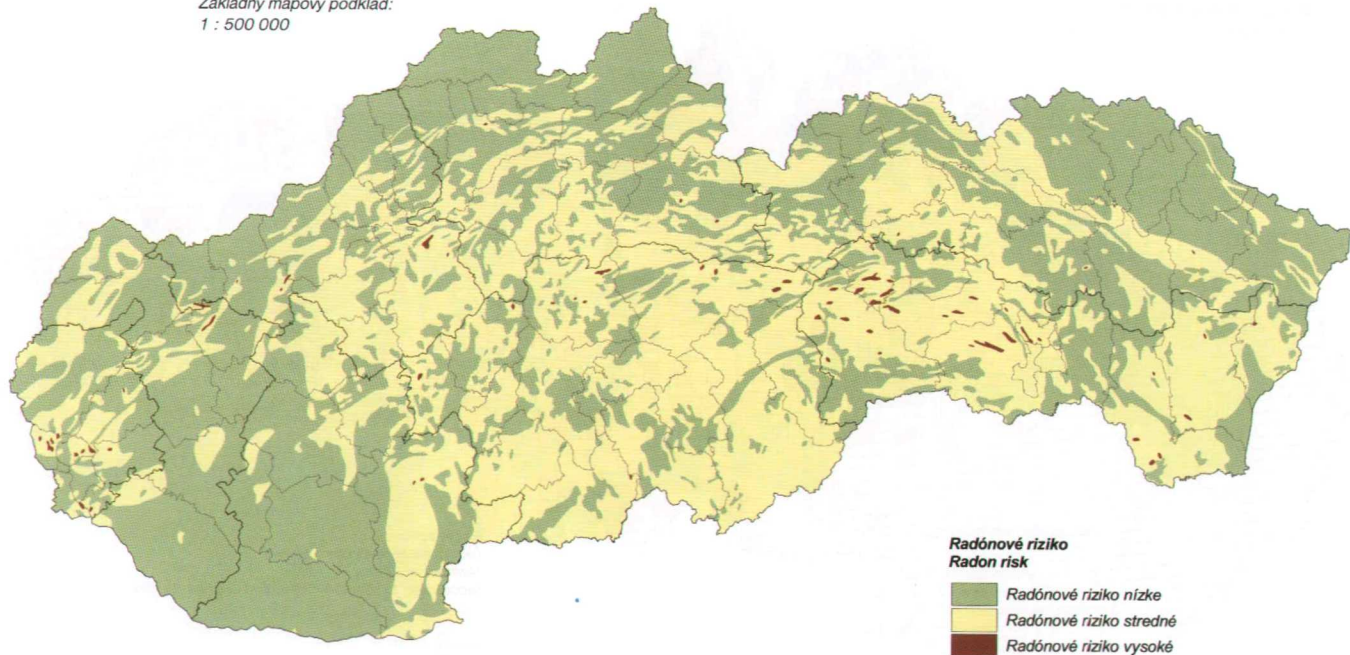 Základný mapový podklad:
1 : 500 000
Radónové riziko
Radon risk
Radónové riziko nízke
Radónové riziko stredné
Radónové riziko vysoké